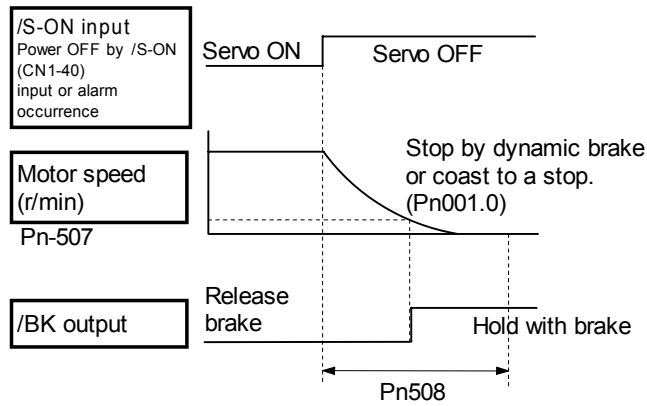 /S-ON input
Power OFF by /S-ON
(CN1-40)
input or alarm
occurrence
Servo ON
Servo OFF
Motor speed
(r/min)
Pn-507
Stop by dynamic brake
or coast to a stop.
(Pn001.0)
/BK output
Release
brake
Hold with brake
Pn508